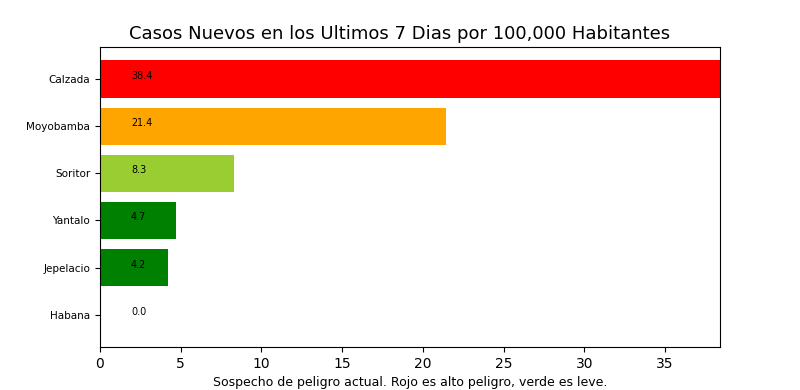 Casos Nuevos en los Ultimos 7 Dias por 100,000 Habitantes
Calzada 38.4
Moyobamba 21.4
Soritor 8.3
Yantalo 4.7
Jepelacio 4.2
Habana 0.0
0 5 10 15 20 25 30 35
Sospecho de peligro actual. Rojo es alto peligro, verde es leve.